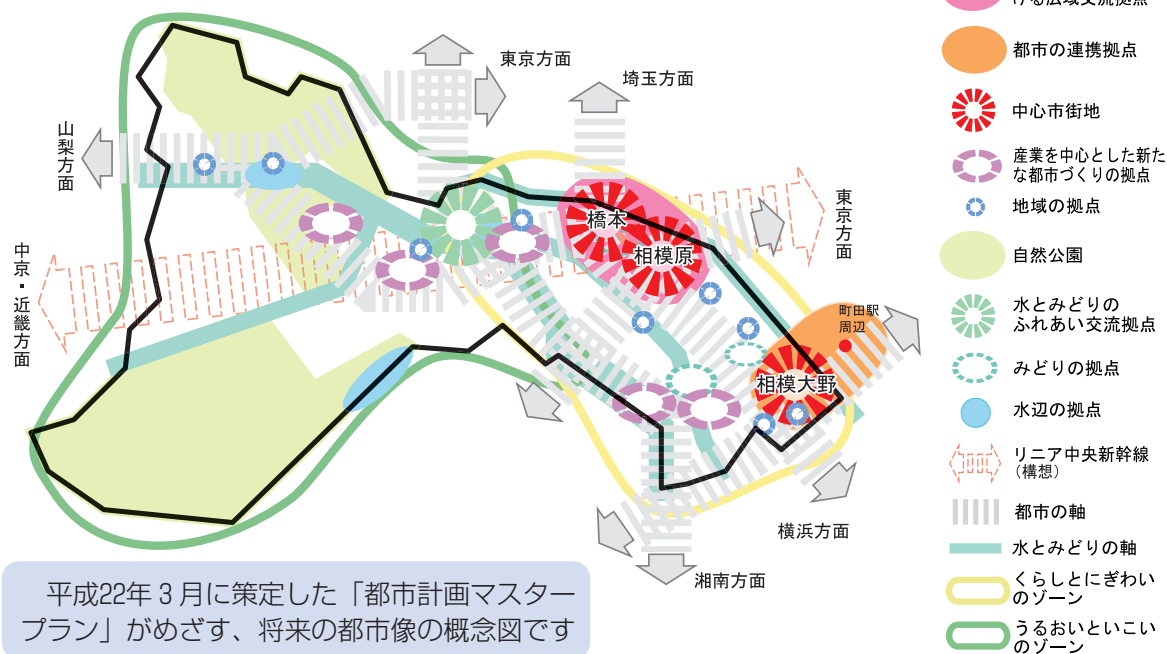 東京方面
埼玉方面
山梨方面
中京・近畿方面
東京方面
橋本
相模原
町田駅
周辺
相模大野
横浜方面
湘南方面
平成22年3月に策定した「都市計画マスター
プラン」がめざす、将来の都市像の概念図です
ける広域交流拠点
都市の連携拠点
中心市街地
産業を中心とした新た
な都市づくりの拠点
地域の拠点
自然公園
水とみどりの
ふれあい交流拠点
みどりの拠点
水辺の拠点
リニア中央新幹線
(構想)
都市の軸
水とみどりの軸
くらしとにぎわい
のゾーン
うるおいといこい
のゾーン